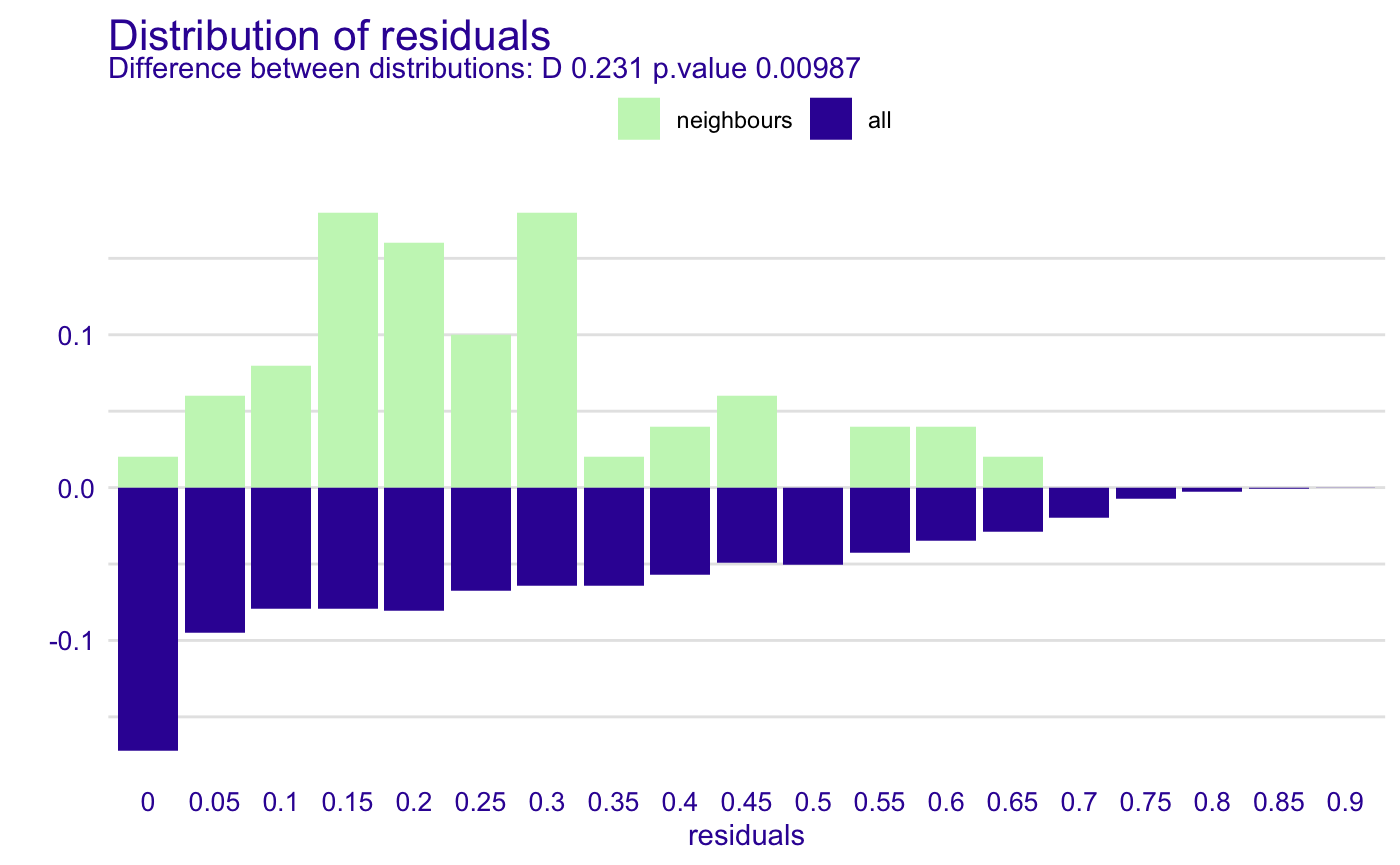 Distribution of residuals
Difference between distributions: D 0.231 p.value 0.00987
neighbours all
0.1
0.0
-0.1
0 0.05 0.1 0.15 0.2 0.25 0.3 0.35 0.4 0.45 0.5 0.55 0.6 0.65 0.7 0.75 0.8 0.85 0.9
residuals